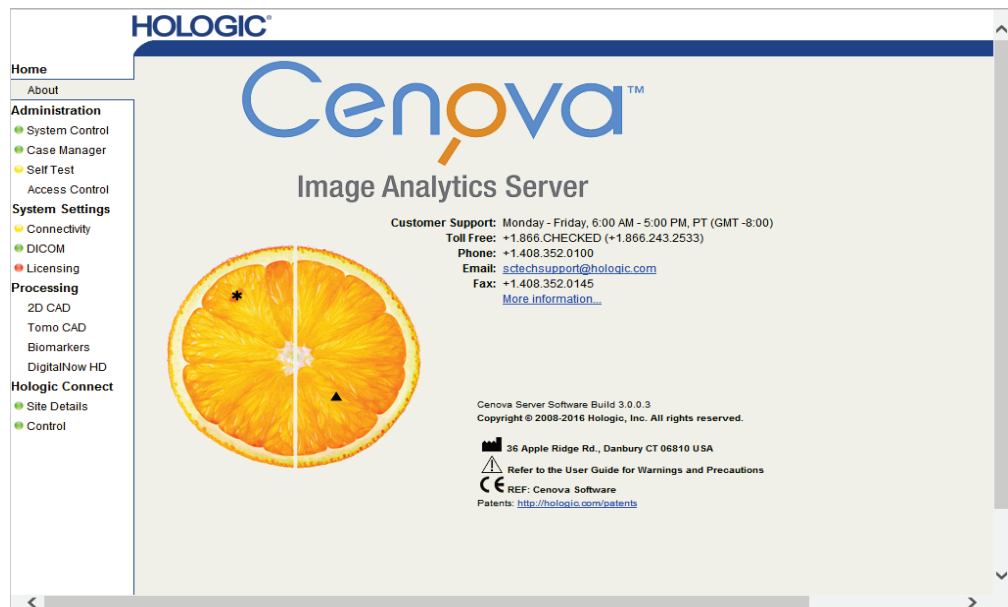 HOLOGIC®
Home
About
Administration
System Control
Case Manager
Self Test
Access Control
System Settings
Connectivity
DICOM
Licensing
Processing
2D CAD
Tomo CAD
Biomarkers
DigitalNow HD
Hologic Connect
Site Details
Control
Cenova™
Image Analytics Server
Customer Support: Monday - Friday, 6:00 AM - 5:00 PM, PT (GMT -8:00)
Toll Free: +1.866.CHECKED (+1.866.243.2533)
Phone: +1.408.352.0100
Email: sctechsupport@hologic.com
Fax: +1.408.352.0145
More information...
Cenova Server Software Build 3.0.0.3
Copyright © 2008-2016 Hologic, Inc. All rights reserved.
36 Apple Ridge Rd., Danbury CT 06810 USA
Refer to the User Guide for Warnings and Precautions
CE REF: Cenova Software
Patents: http://hologic.com/patents